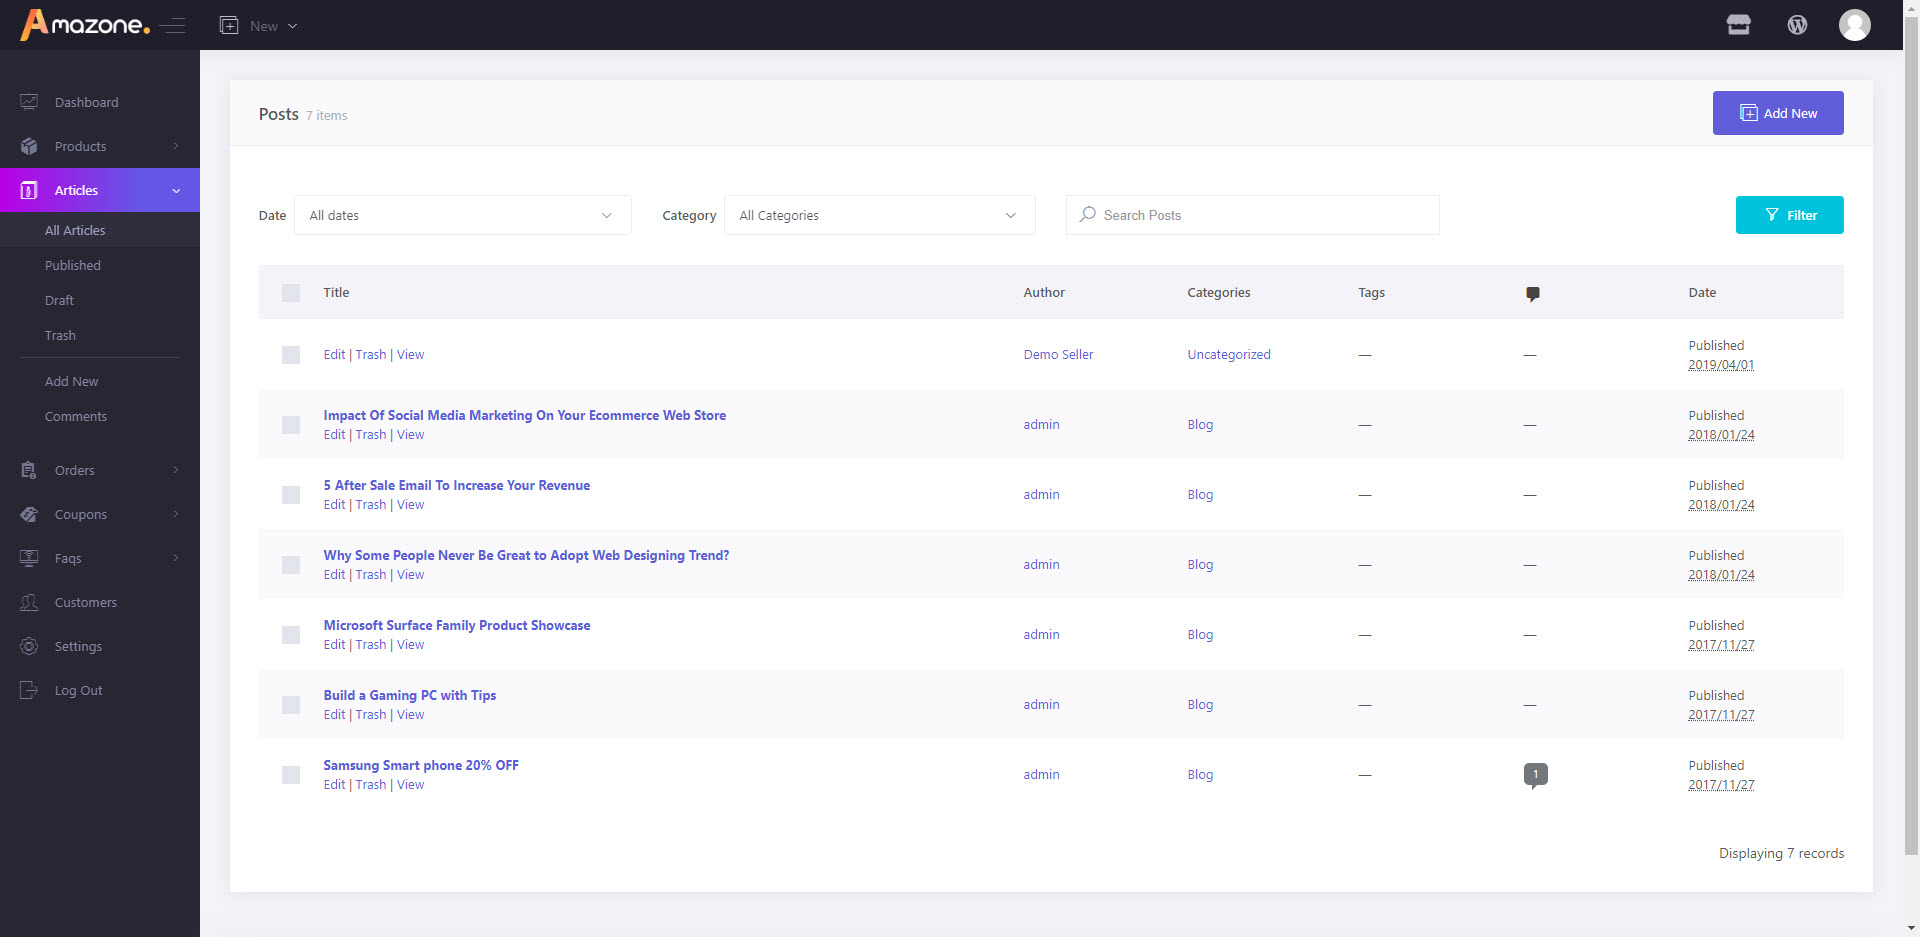 Amazone.
New
Dashboard
Products
Articles
All Articles
Published
Draft
Trash
Add New
Comments
Orders
Coupons
Faqs
Customers
Settings
Log Out
Posts 7 items
Add New
Date All dates Category All Categories Search Posts Filter
Title Author Categories Tags Date
Edit | Trash | View Demo Seller Uncategorized — — Published
2019/04/01
Impact Of Social Media Marketing On Your Ecommerce Web Store
Edit | Trash | View admin Blog — — Published
2018/01/24
5 After Sale Email To Increase Your Revenue
Edit | Trash | View admin Blog — — Published
2018/01/24
Why Some People Never Be Great to Adopt Web Designing Trend?
Edit | Trash | View admin Blog — — Published
2018/01/24
Microsoft Surface Family Product Showcase
Edit | Trash | View admin Blog — — Published
2017/11/27
Build a Gaming PC with Tips
Edit | Trash | View admin Blog — — Published
2017/11/27
Samsung Smart phone 20% OFF
Edit | Trash | View admin Blog — 1 Published
2017/11/27
Displaying 7 records